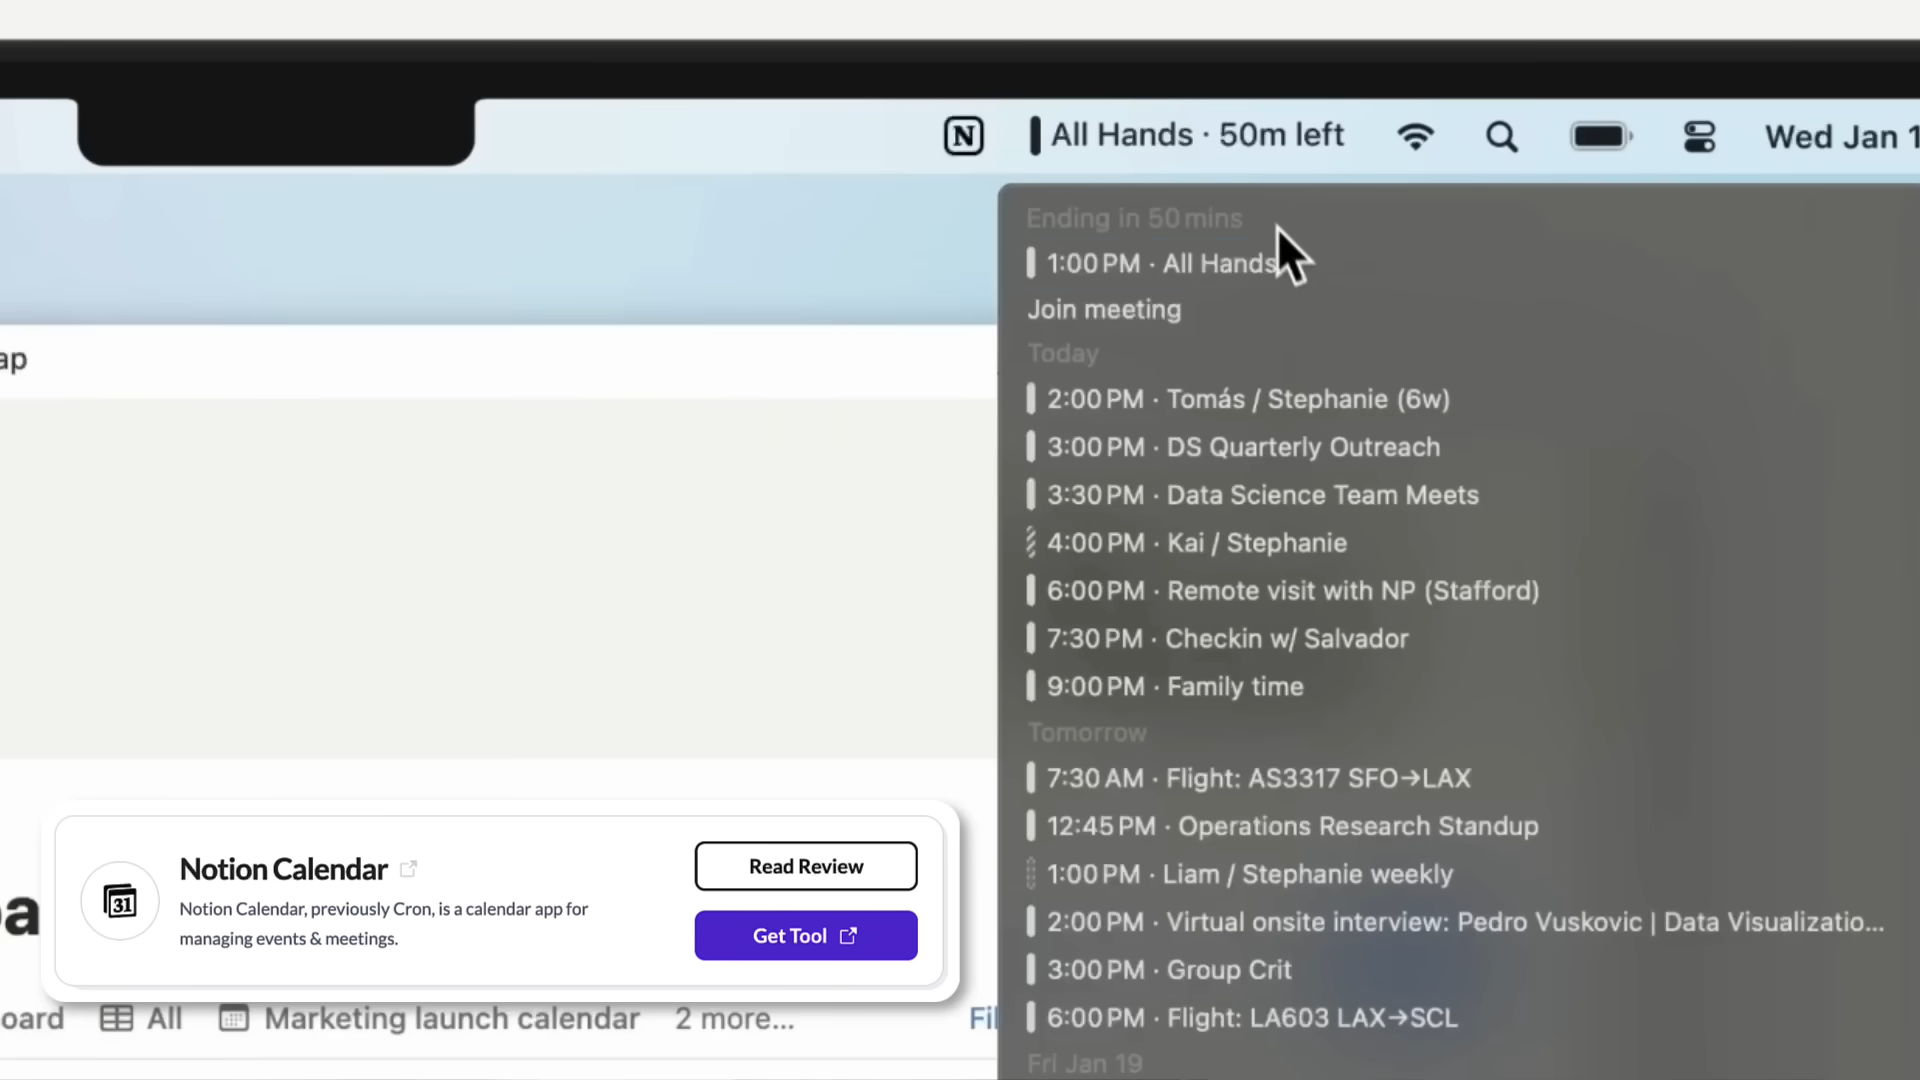 N
All Hands · 50m left
Wed Jan 1
Ending in 50 mins
1:00 PM · All Hands
Join meeting
Today
2:00 PM · Tomás / Stephanie (6w)
3:00 PM · DS Quarterly Outreach
3:30 PM · Data Science Team Meets
4:00 PM · Kai / Stephanie
6:00 PM · Remote visit with NP (Stafford)
7:30 PM · Checkin w/ Salvador
9:00 PM · Family time
Tomorrow
7:30 AM · Flight: AS3317 SFO→LAX
12:45 PM · Operations Research Standup
1:00 PM · Liam / Stephanie weekly
2:00 PM · Virtual onsite interview: Pedro Vuskovic | Data Visualizatio...
3:00 PM · Group Crit
6:00 PM · Flight: LA603 LAX→SCL
Fri Jan 19
ap
oa
31
Notion Calendar
Notion Calendar, previously Cron, is a calendar app for
managing events & meetings.
Read Review
Get Tool
oard All Marketing launch calendar 2 more... Fil